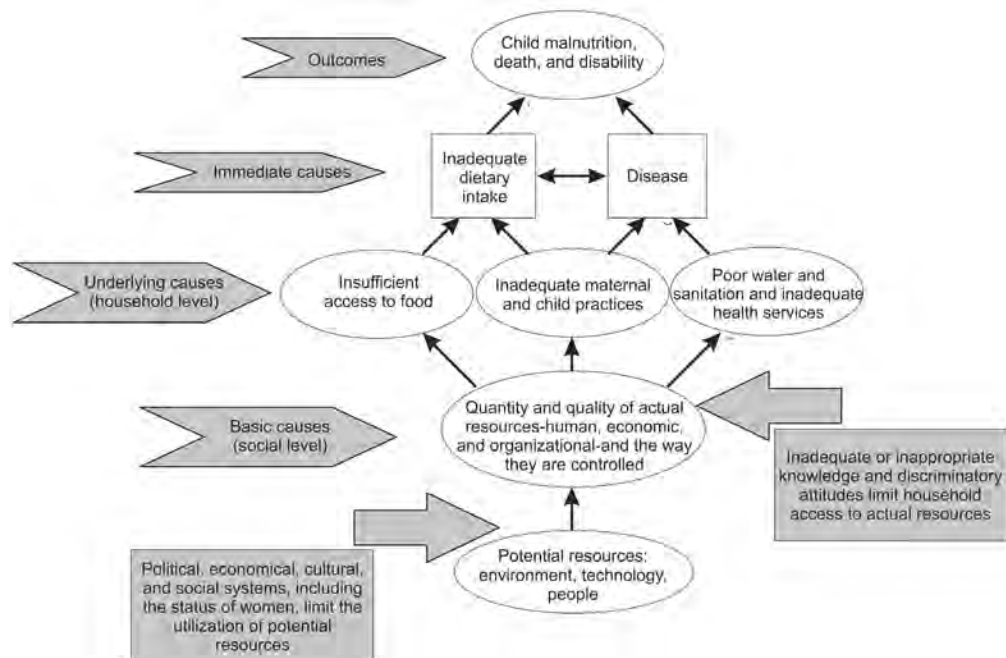 Outcomes
Child malnutrition,
death, and disability
Immediate causes
Inadequate
dietary
intake
Disease
Underlying causes
(household level)
Insufficient
access to food
Inadequate maternal
and child practices
Poor water and
sanitation and inadequate
health services
Basic causes
(social level)
Quantity and quality of actual
resources-human, economic,
and organizational-and the way
they are controlled
Inadequate or inappropriate
knowledge and discriminatory
attitudes limit household
access to actual resources
Political, economical, cultural,
and social systems, including
the status of women, limit the
utilization of potential
resources
Potential resources:
environment, technology,
people